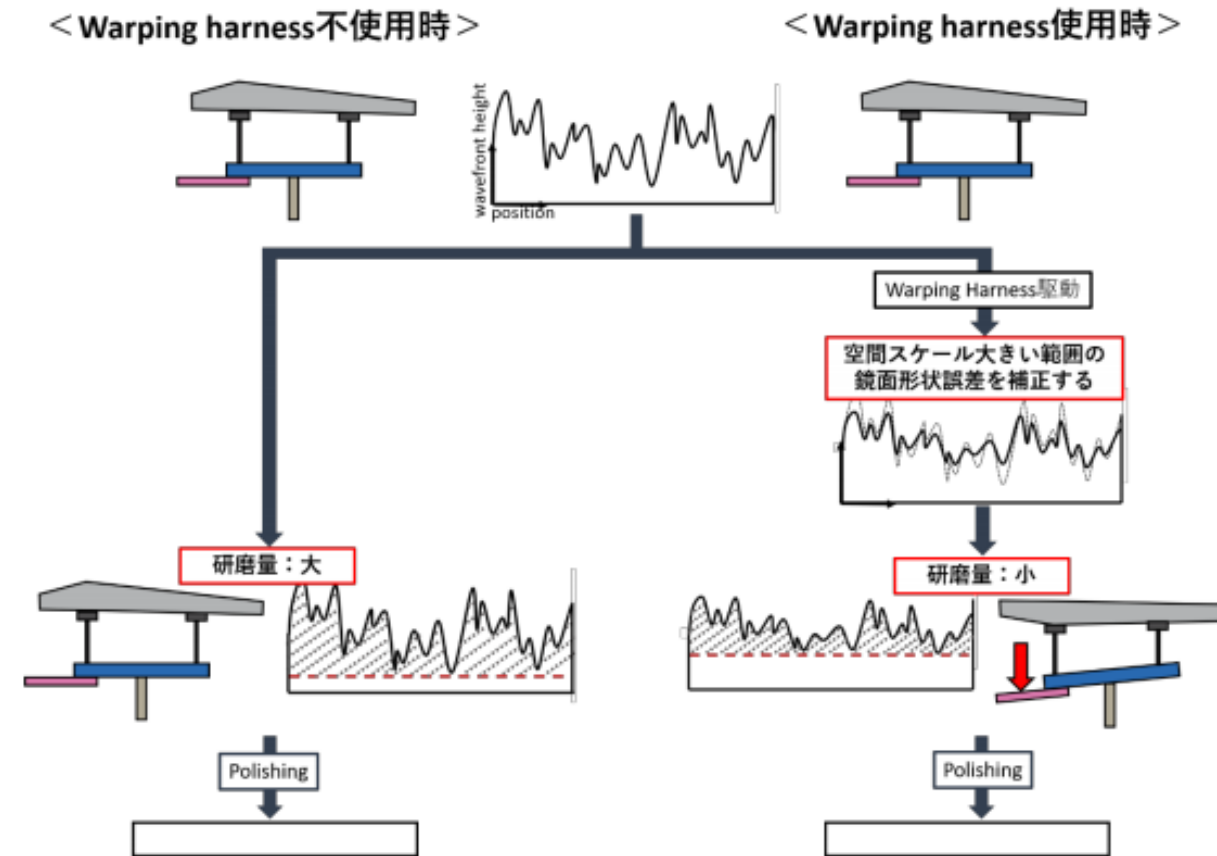 ＜Warping harness不使用時＞
＜Warping harness使用時＞
wavefront height
position
Warping Harness駆動
空間スケール大きい範囲の
鏡面形状誤差を補正する
研磨量：大
研磨量：小
Polishing
Polishing